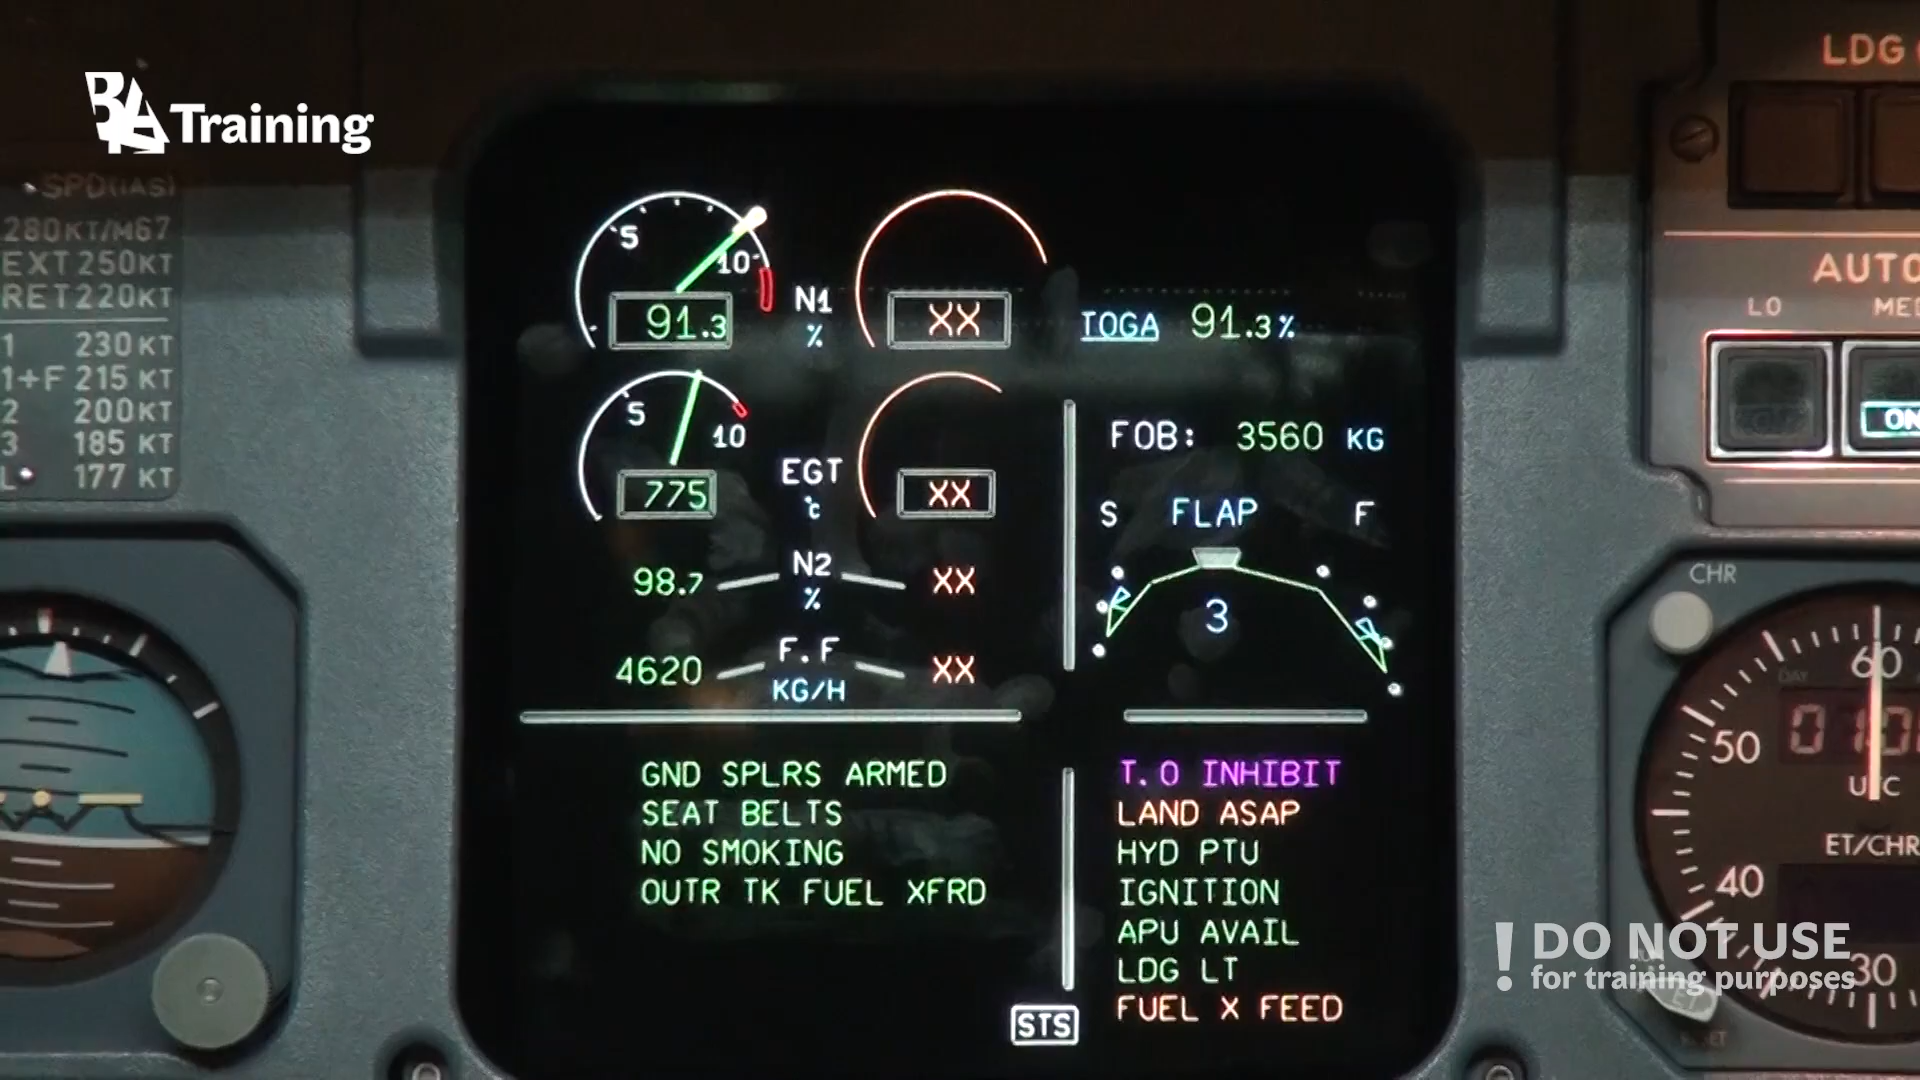 BAA Training
SPD(IAS)
280KT/M67
EXT 250KT
RET 220KT
1 230 KT
1+F 215 KT
2 200KT
3 185 KT
L 177 KT
5
10
91.3
N1
%
XX
TOGA 91.3%
5
10
775
EGT
°C
XX
98.7
N2
%
XX
4620
F.F
KG/H
XX
FOB: 3560 KG
S FLAP F
3
GND SPLRS ARMED
SEAT BELTS
NO SMOKING
OUTR TK FUEL XFRD
T.O INHIBIT
LAND ASAP
HYD PTU
IGNITION
APU AVAIL
LDG LT
FUEL X FEED
STS
LDG
AUTO
LO MED
ON
CHR
60
50
DAY
UTC
ET/CHR
40
30
! DO NOT USE
for training purposes